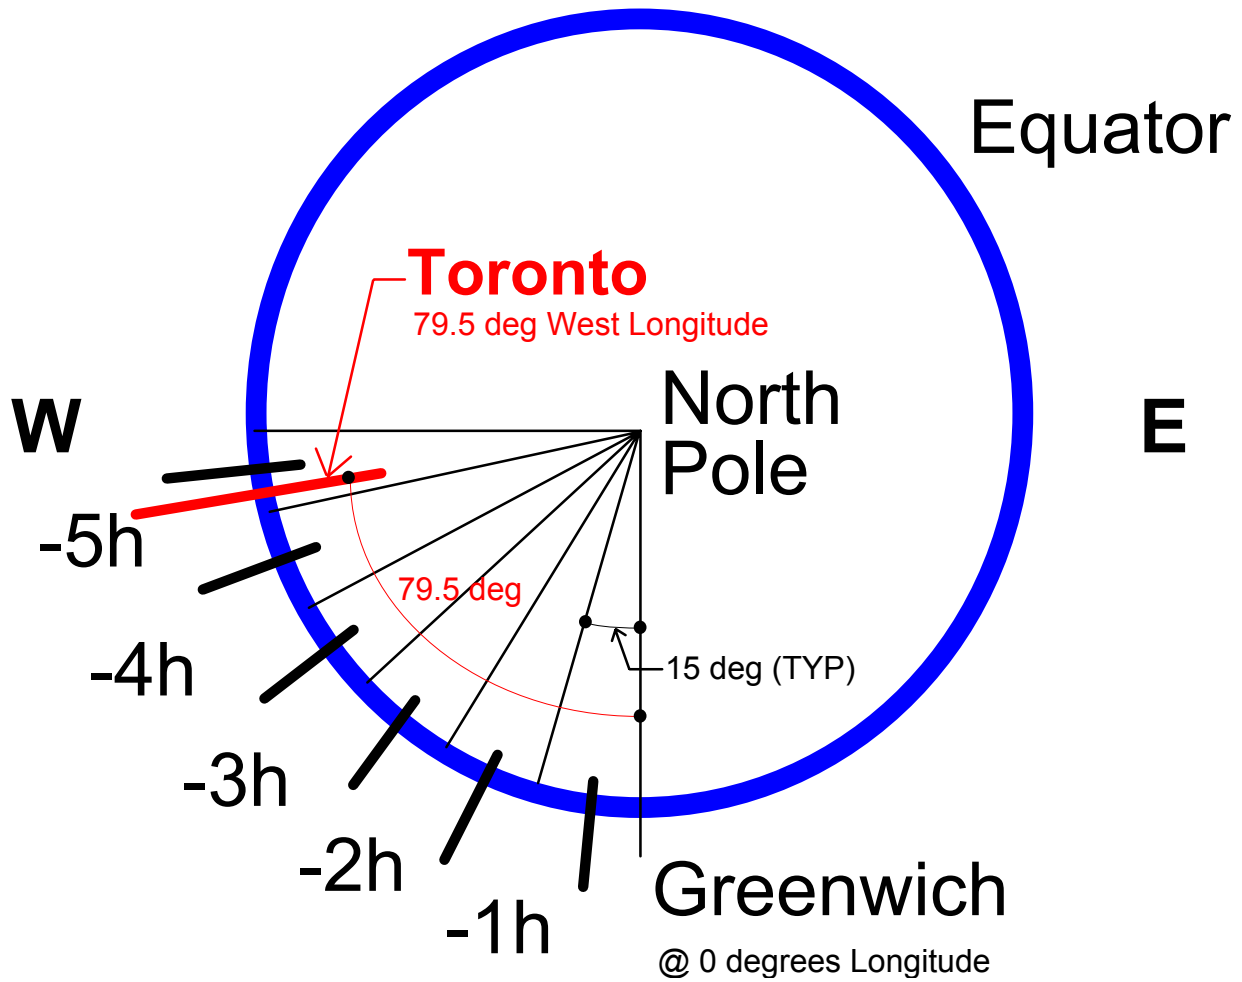 Equator
Toronto
79.5 deg West Longitude
North
Pole
W
E
-5h
79.5 deg
-4h
15 deg (TYP)
-3h
-2h
-1h
Greenwich
@ 0 degrees Longitude